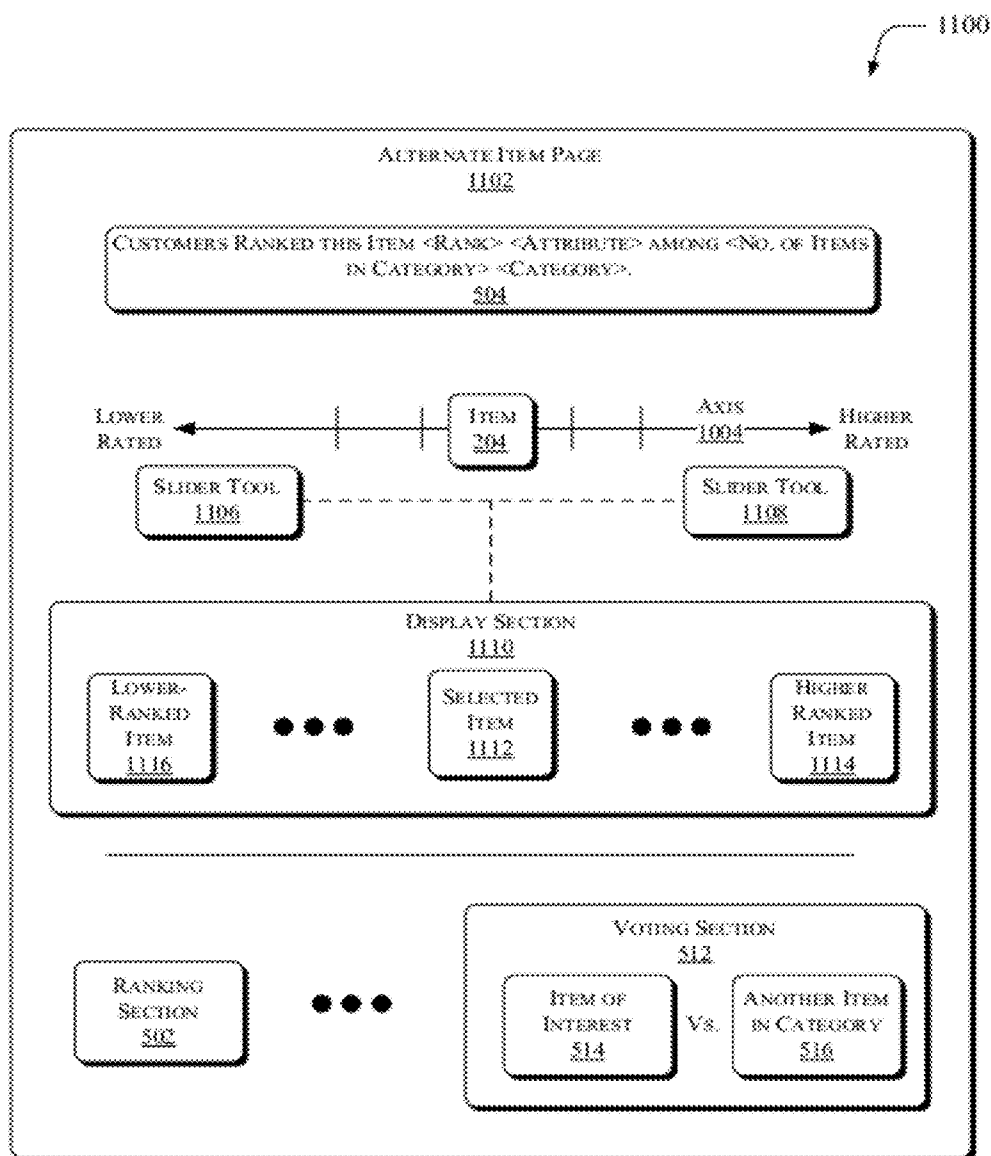 1100
ALTERNATE ITEM PAGE
1102
CUSTOMERS RANKED THIS ITEM <RANK> <ATTRIBUTE> AMONG <NO. OF ITEMS
IN CATEGORY> <CATEGORY>.
504
LOWER
RATED
ITEM
204
AXIS
1004
HIGHER
RATED
SLIDER TOOL
1106
SLIDER TOOL
1108
DISPLAY SECTION
1110
LOWER-
RANKED
ITEM
1116
SELECTED
ITEM
1112
HIGHER
RANKED
ITEM
1114
RANKING
SECTION
502
VOTING SECTION
512
ITEM OF
INTEREST
514
VS.
ANOTHER ITEM
IN CATEGORY
516